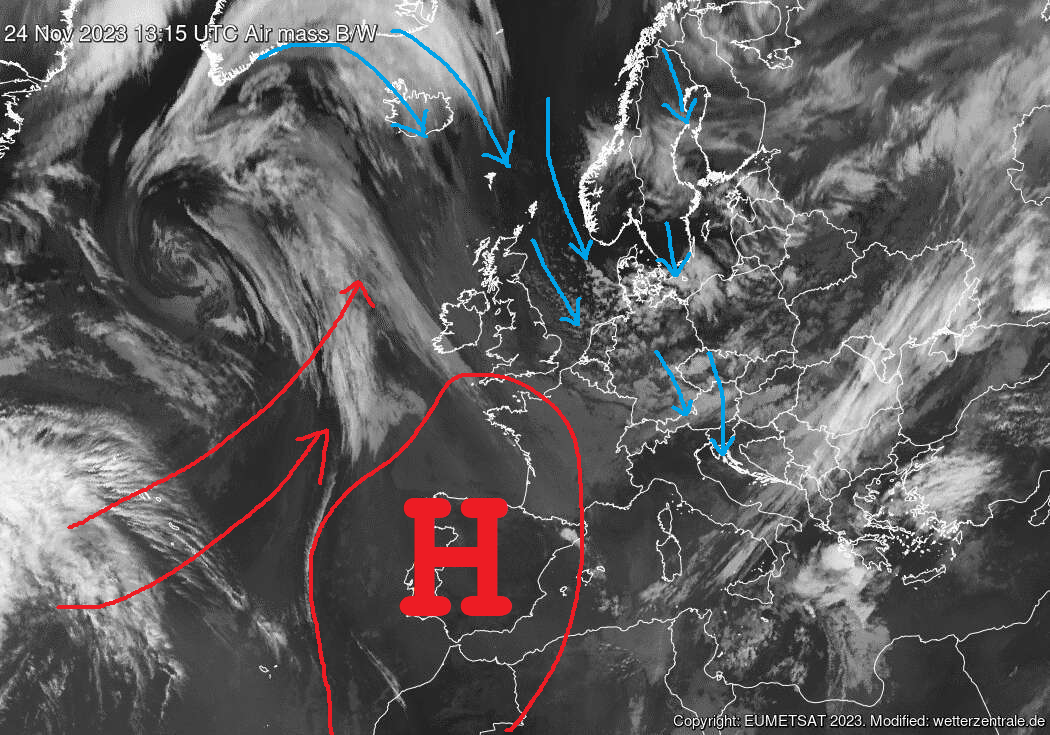 24 Nov 2023 13:15 UTC Air mass B/W
H
Copyright: EUMETSAT 2023. Modified: wetterzentrale.de